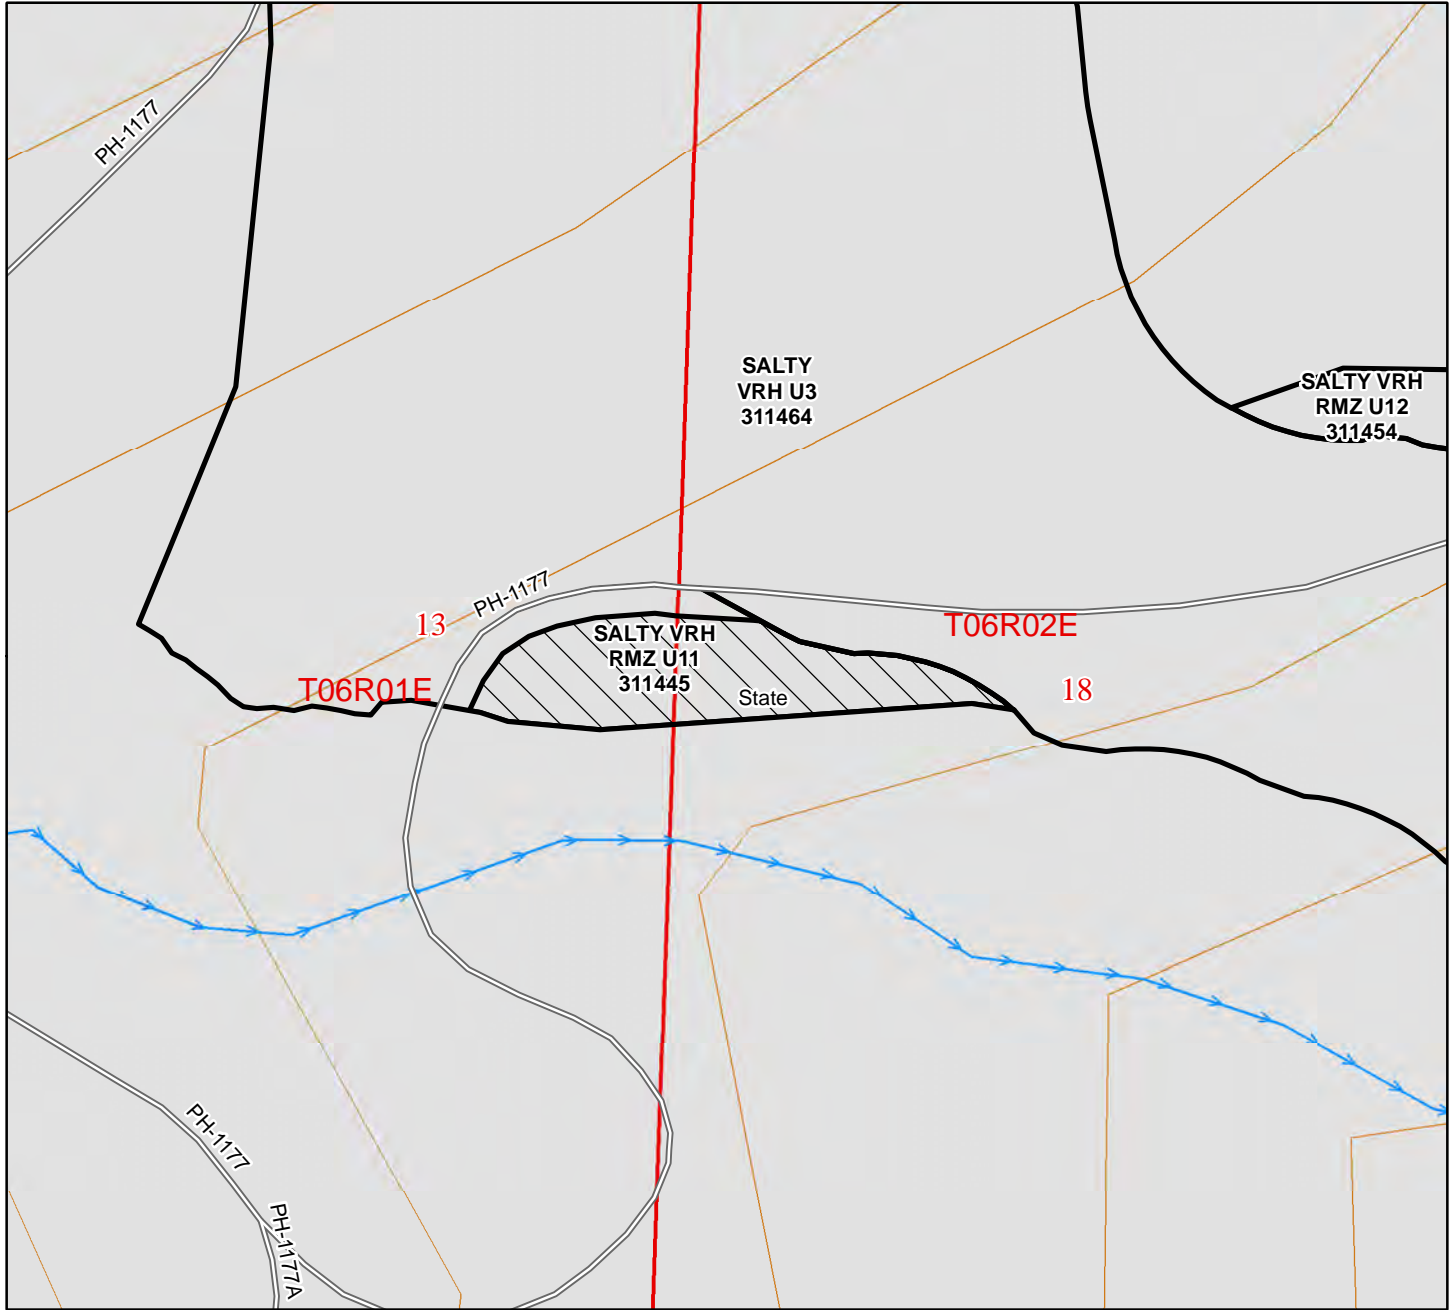 PH-1177
SALTY
VRH U3
311464
SALTY VRH
RMZ U12
311454
PH-1177
13
T06R02E
SALTY VRH
RMZ U11
311445
T06R01E
State
18
PH-1177
PH-1177A